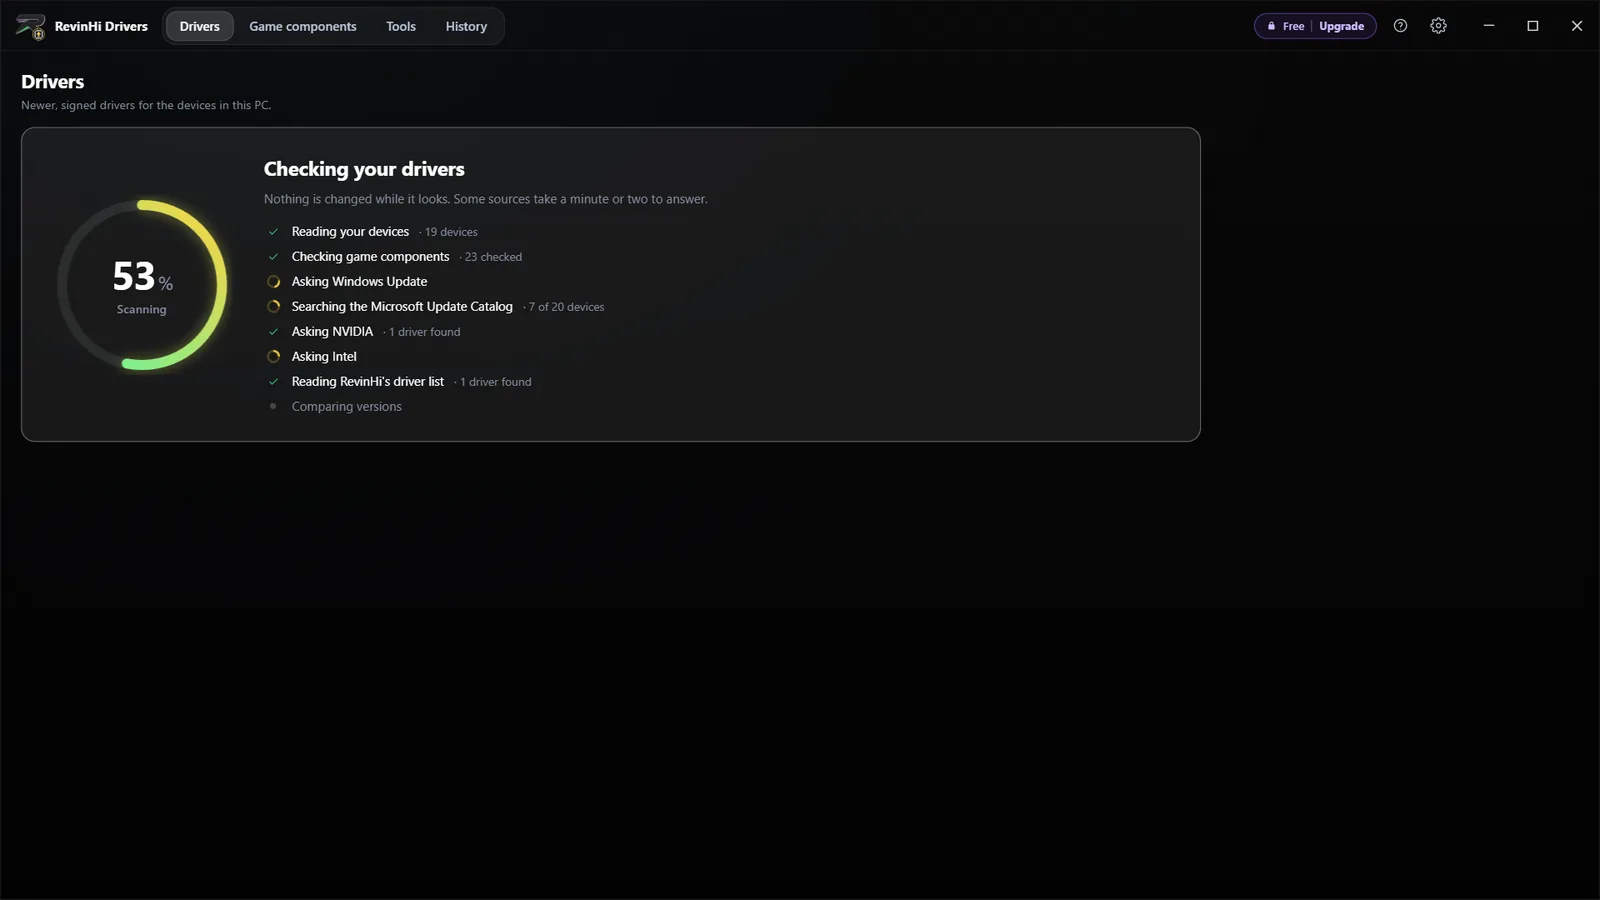 RevinHi Drivers
Drivers
Game components
Tools
History
Free
Upgrade
Drivers
Newer, signed drivers for the devices in this PC.
53%
Scanning
Checking your drivers
Nothing is changed while it looks. Some sources take a minute or two to answer.
Reading your devices · 19 devices
Checking game components · 23 checked
Asking Windows Update
Searching the Microsoft Update Catalog · 7 of 20 devices
Asking NVIDIA · 1 driver found
Asking Intel
Reading RevinHi's driver list · 1 driver found
Comparing versions